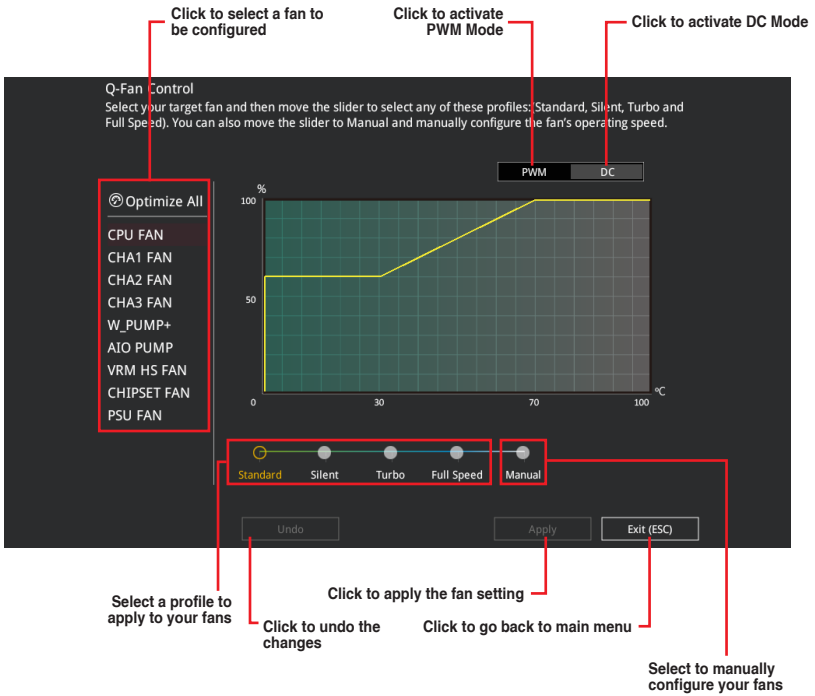 Click to select a fan to
be configured
Click to activate
PWM Mode
Click to activate DC Mode
Q-Fan Control
Select your target fan and then move the slider to select any of these profiles: Standard, Silent, Turbo and
Full Speed). You can also move the slider to Manual and manually configure the fan's operating speed.
PWM
DC
Optimize All
CPU FAN
CHA1 FAN
CHA2 FAN
CHA3 FAN
W_PUMP+
AIO PUMP
VRM HS FAN
CHIPSET FAN
PSU FAN
%
100
50
0
30
70
100
°C
Standard
Silent
Turbo
Full Speed
Manual
Undo
Apply
Exit (ESC)
Select a profile to
apply to your fans
Click to undo the
changes
Click to apply the fan setting
Click to go back to main menu
Select to manually
configure your fans